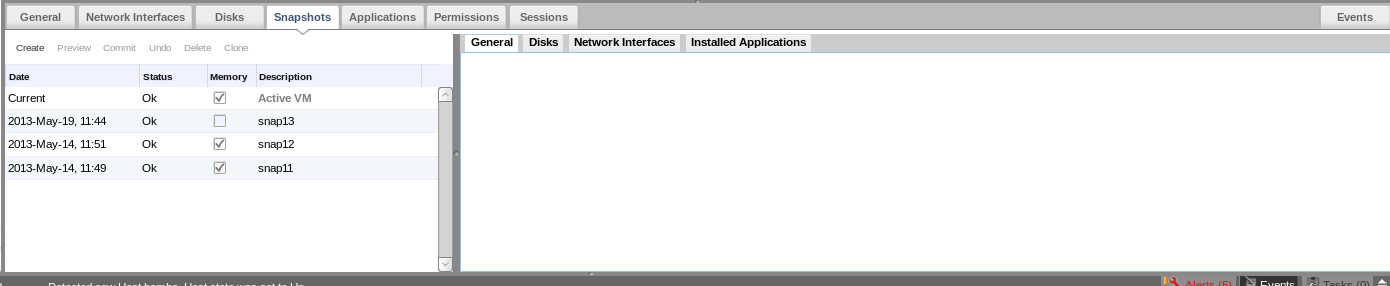 General Network Interfaces Disks Snapshots Applications Permissions Sessions Events
Create Preview Commit Undo Delete Clone
General Disks Network Interfaces Installed Applications
Date Status Memory Description
Current Ok Active VM
2013-May-19, 11:44 Ok snap13
2013-May-14, 11:51 Ok snap12
2013-May-14, 11:49 Ok snap11
Detected new Host bamba. Host state was set to Up. Alerts (5) Events Tasks (0)